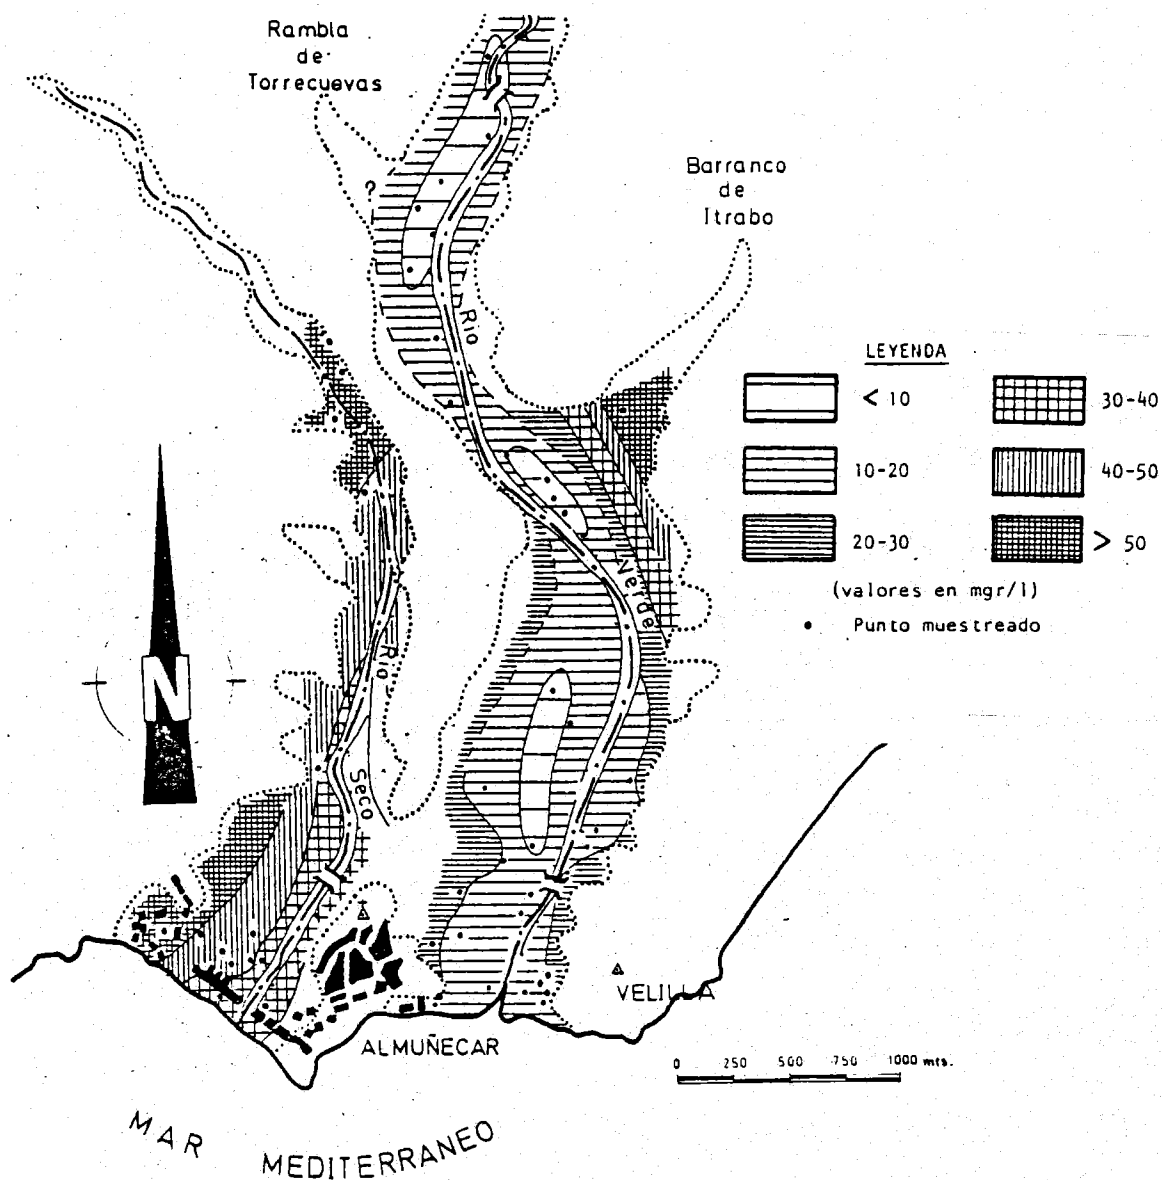 Rambla
de
Torrecuevas
Barranco
de
Itrabo
?
Rio
Verde
Rio
Seco
N
LEYENDA
< 10
30-40
10-20
40-50
20-30
> 50
(valores en mgr/l)
• Punto muestreado
VELILLA
ALMUÑECAR
0 250 500 750 1000 mts.
MAR MEDITERRANEO